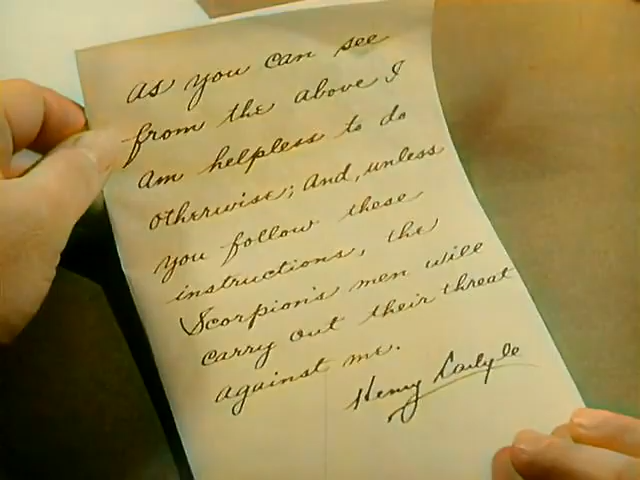 as you can see
from the above I
am helpless to do
otherwise; and, unless
you follow these
instructions, the
Scorpion's men will
carry out their threat
against me.
Henry Carlyle